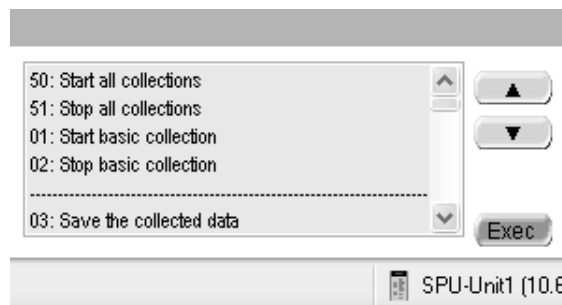 50: Start all collections
51: Stop all collections
01: Start basic collection
02: Stop basic collection
--------------------------------------------------------------------------------
03: Save the collected data
Exec
SPU-Unit1 (10.6